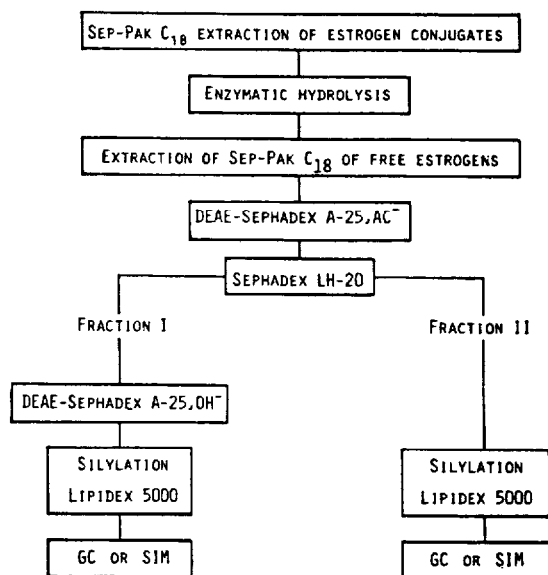 SEP-PAK C18 EXTRACTION OF ESTROGEN CONJUGATES
ENZYMATIC HYDROLYSIS
EXTRACTION OF SEP-PAK C18 OF FREE ESTROGENS
DEAE-SEPHADEX A-25,AC⁻
SEPHADEX LH-20
FRACTION I
FRACTION II
DEAE-SEPHADEX A-25,OH⁻
SILYLATION
LIPIDEX 5000
SILYLATION
LIPIDEX 5000
GC OR SIM
GC OR SIM